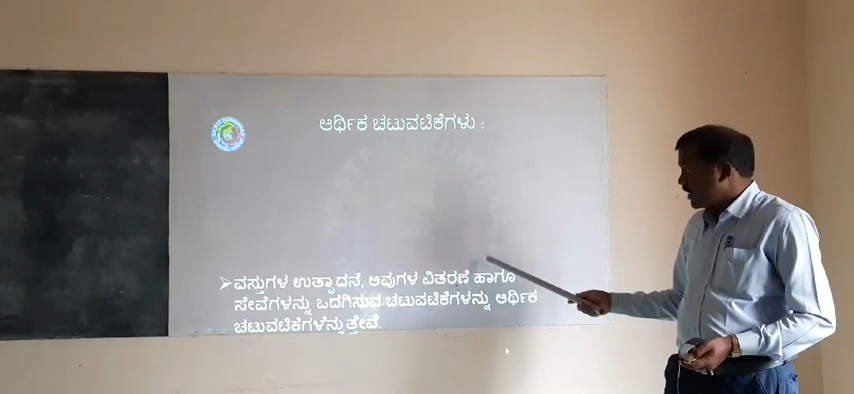 ಆರ್ಥಿಕ ಚಟುವಟಿಕೆಗಳು :
➢ ವಸ್ತುಗಳ ಉತ್ಪಾದನೆ, ಅವುಗಳ ವಿತರಣೆ ಹಾಗೂ
ಸೇವೆಗಳನ್ನು ಒದಗಿಸುವ ಚಟುವಟಿಕೆಗಳನ್ನು ಆರ್ಥಿಕ
ಚಟುವಟಿಕೆಗಳೆನ್ನುತ್ತೇವೆ.